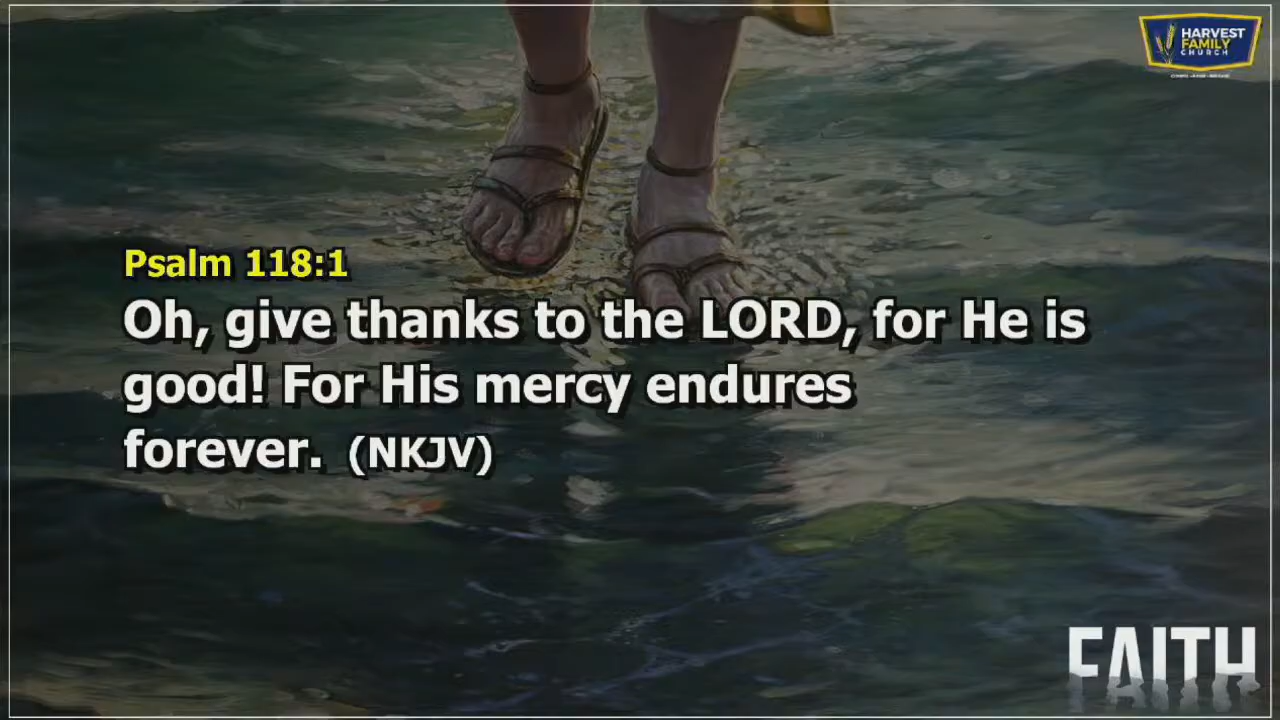 HARVEST
FAMILY
CHURCH
Psalm 118:1
Oh, give thanks to the LORD, for He is
good! For His mercy endures
forever. (NKJV)
FAITH